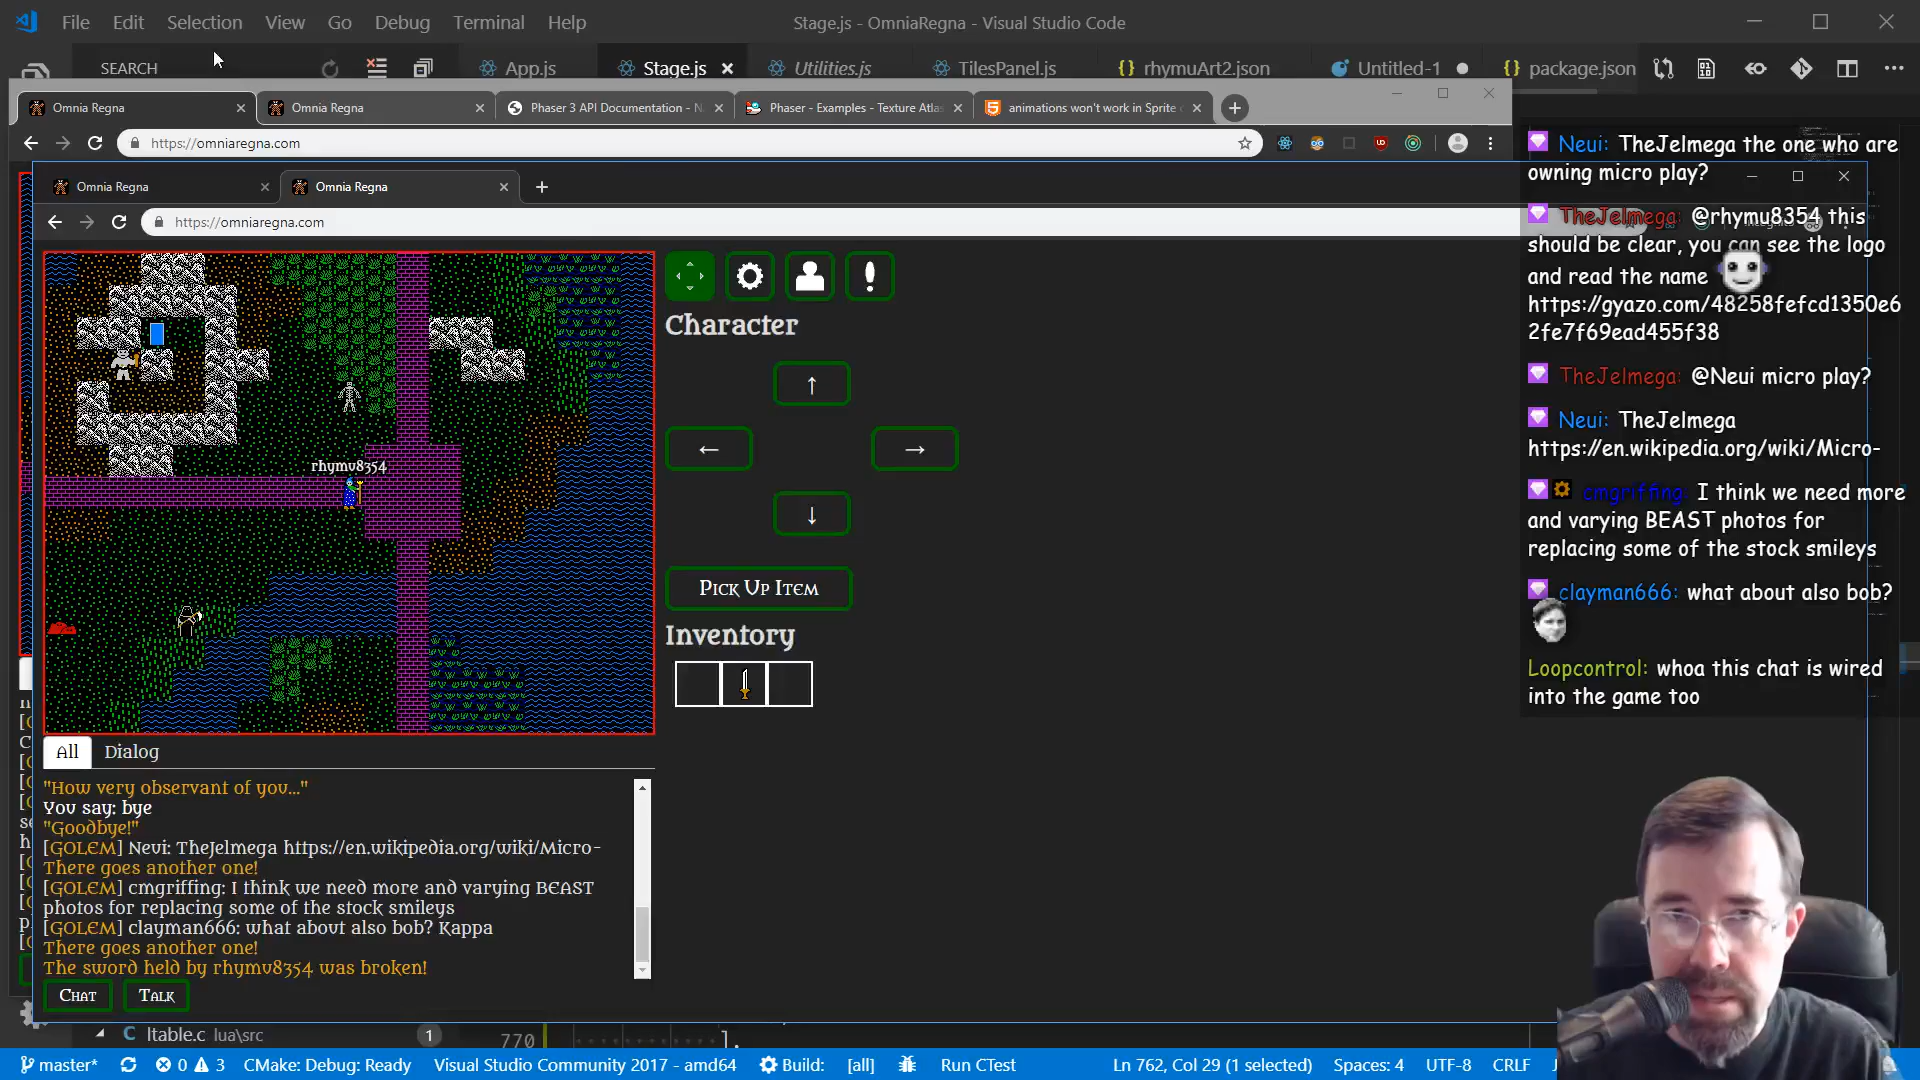 File Edit Selection View Go Debug Terminal Help
Stage.js - OmniaRegna - Visual Studio Code
SEARCH
App.js Stage.js Utilities.js TilesPanel.js rhymuArt2.json Untitled-1 package.json
Omnia Regna
Omnia Regna
Phaser 3 API Documentation - N
Phaser - Examples - Texture Atlas
animations won't work in Sprite
https://omniaregna.com
Omnia Regna
Omnia Regna
https://omniaregna.com
rhymu8354
Character
↑
← →
↓
Pick Up Item
Inventory
All Dialog
"How very observant of you..."
You say: bye
"Goodbye!"
[GOLEM] Neui: TheJelmega https://en.wikipedia.org/wiki/Micro-
There goes another one!
[GOLEM] cmgriffing: I think we need more and varying BEAST
photos for replacing some of the stock smileys
[GOLEM] clayman666: what about also bob? Kappa
There goes another one!
The sword held by rhymu8354 was broken!
Chat Talk
Neui: TheJelmega the one who are
owning micro play?
TheJelmega: @rhymu8354 this
should be clear, you can see the logo
and read the name
https://gyazo.com/48258fefcd1350e6
2fe7f69ead455f38
TheJelmega: @Neui micro play?
Neui: TheJelmega
https://en.wikipedia.org/wiki/Micro-
cmgriffing: I think we need more
and varying BEAST photos for
replacing some of the stock smileys
clayman666: what about also bob?
Loopcontrol: whoa this chat is wired
into the game too
C ltable.c lua\src 1
770 ],
master* 0 3 CMake: Debug: Ready Visual Studio Community 2017 - amd64 Build: [all] Run CTest Ln 762, Col 29 (1 selected) Spaces: 4 UTF-8 CRLF